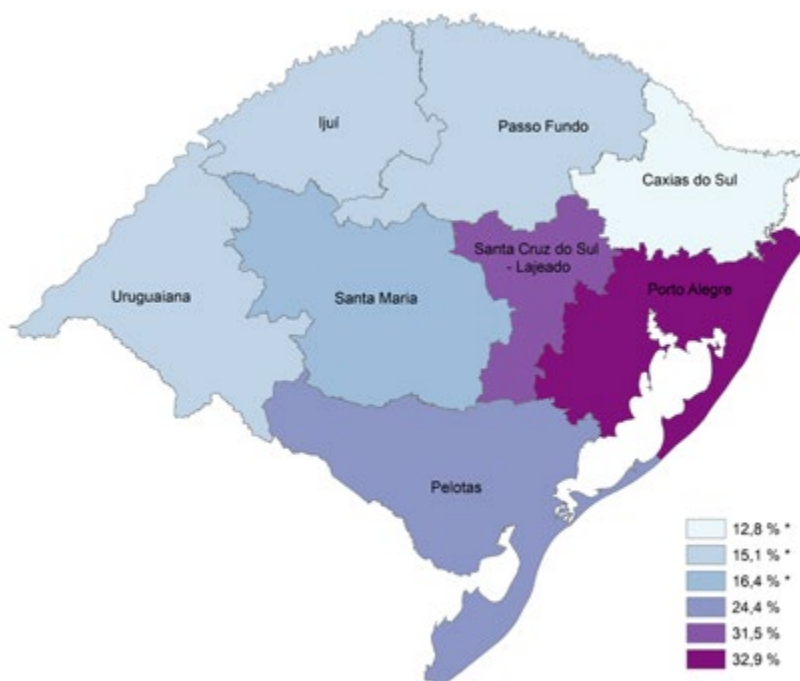 Ijuí
Passo Fundo
Caxias do Sul
Santa Cruz do Sul
- Lajeado
Porto Alegre
Uruguaiana
Santa Maria
Pelotas
12,8 % *
15,1 % *
16,4 % *
24,4 %
31,5 %
32,9 %